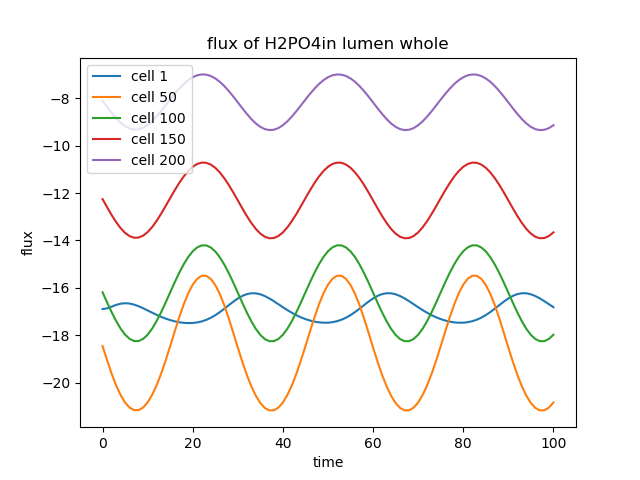 flux of H2PO4in lumen whole
cell 1
cell 50
cell 100
cell 150
cell 200
−8
−10
−12
−14
−16
−18
−20
flux
0 20 40 60 80 100
time